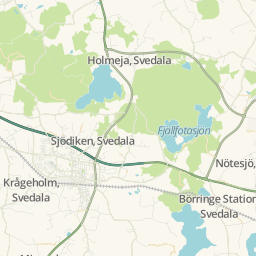 Holmeja, Svedala
Fjällfotasjön
Sjödiken, Svedala
Nötesjö,
Krågeholm,
Svedala
Börringe Station
Svedala